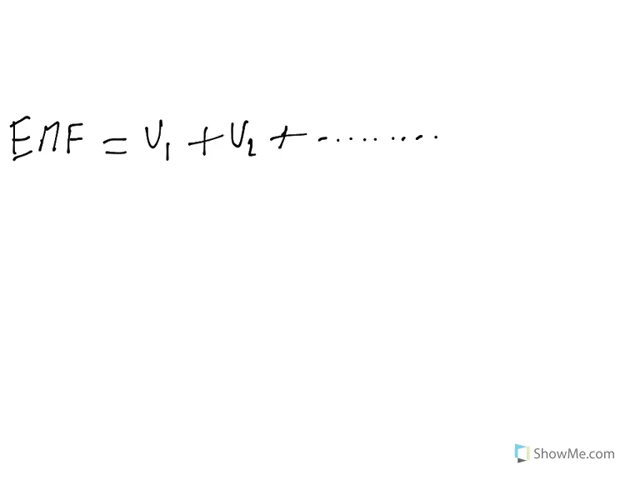 EMF = V₁ + V₂ + ..........
ShowMe.com